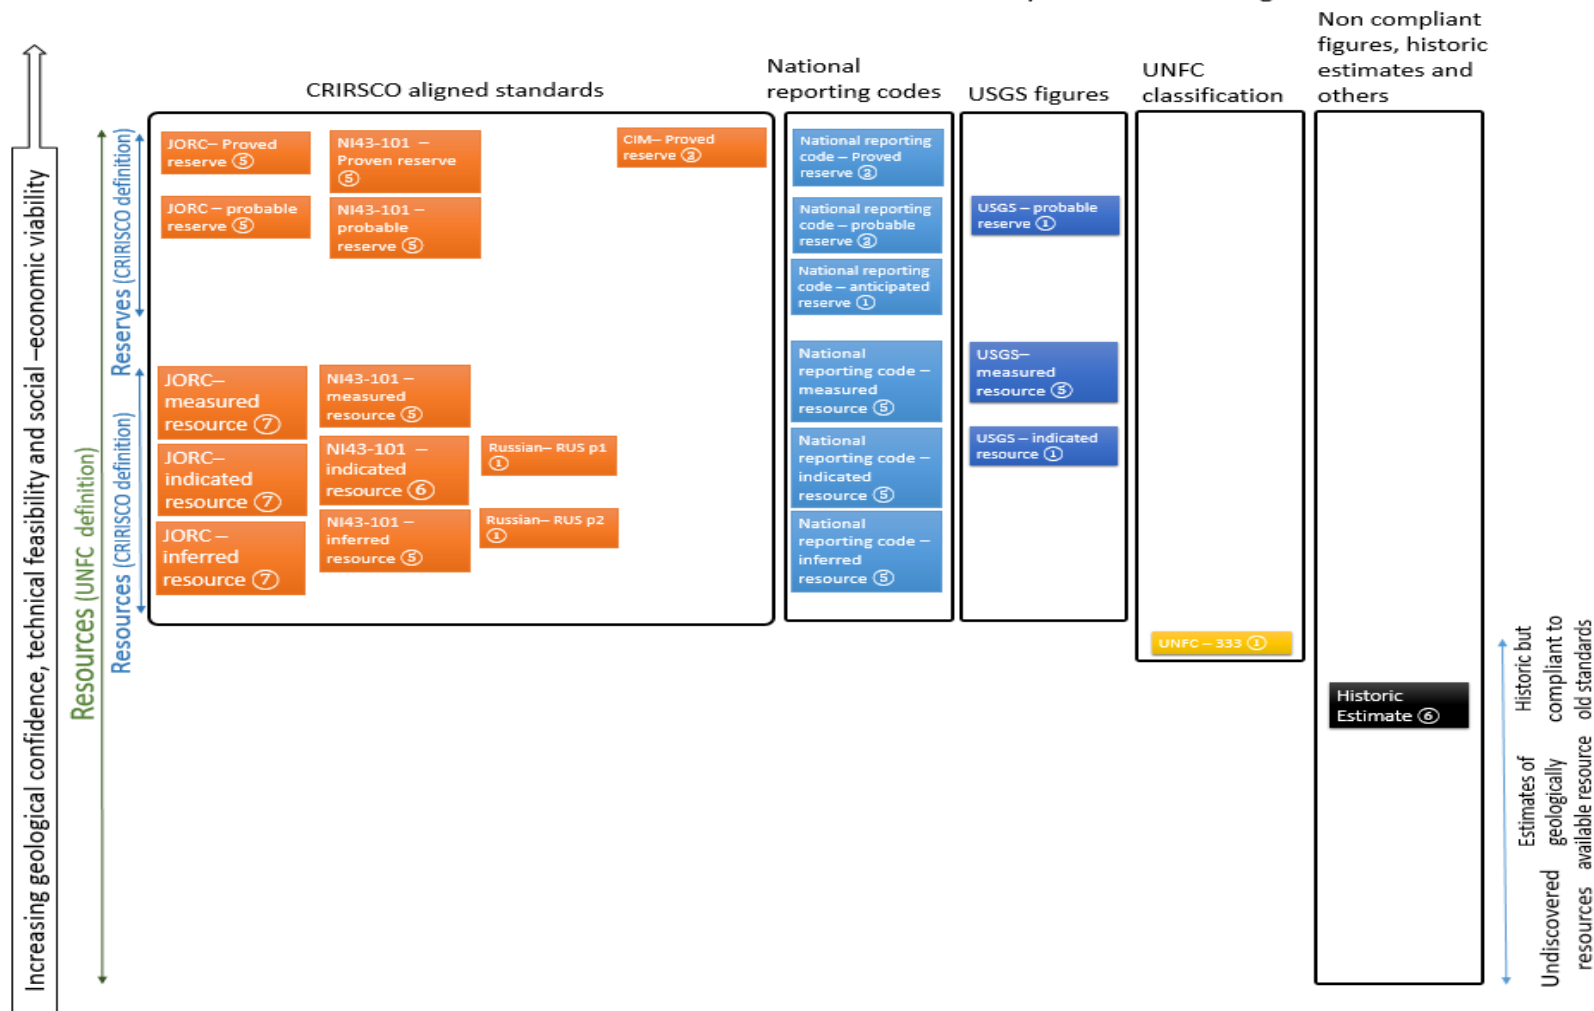 Non compliant
figures, historic
estimates and
others
UNFC
classification
National
reporting codes
USGS figures
CRIRSCO aligned standards
Increasing geological confidence, technical feasibility and social –economic viability
Resources (UNFC definition)
Reserves (CRIRISCO definition)
Resources (CRIRISCO definition)
JORC– Proved
reserve ⑤
NI43-101 –
Proven reserve
⑤
CIM– Proved
reserve ②
National reporting
code – Proved
reserve ②
JORC – probable
reserve ⑤
NI43-101 –
probable
reserve ⑤
National reporting
code– probable
reserve ②
USGS – probable
reserve ①
National reporting
code – anticipated
reserve ①
JORC–
measured
resource ⑦
NI43-101 –
measured
resource ⑤
National
reporting code –
measured
resource ⑤
USGS–
measured
resource ⑤
JORC–
indicated
resource ⑦
NI43-101 –
indicated
resource ⑥
Russian– RUS p1
①
National
reporting code –
indicated
resource ⑤
USGS – indicated
resource ①
JORC –
inferred
resource ⑦
NI43-101 –
inferred
resource ⑤
Russian– RUS p2
①
National
reporting code –
inferred
resource ⑤
UNFC – 333 ①
Historic
Estimate ⑥
Historic but
compliant to
old standards
Estimates of
geologically
available resource
Undiscovered
resources